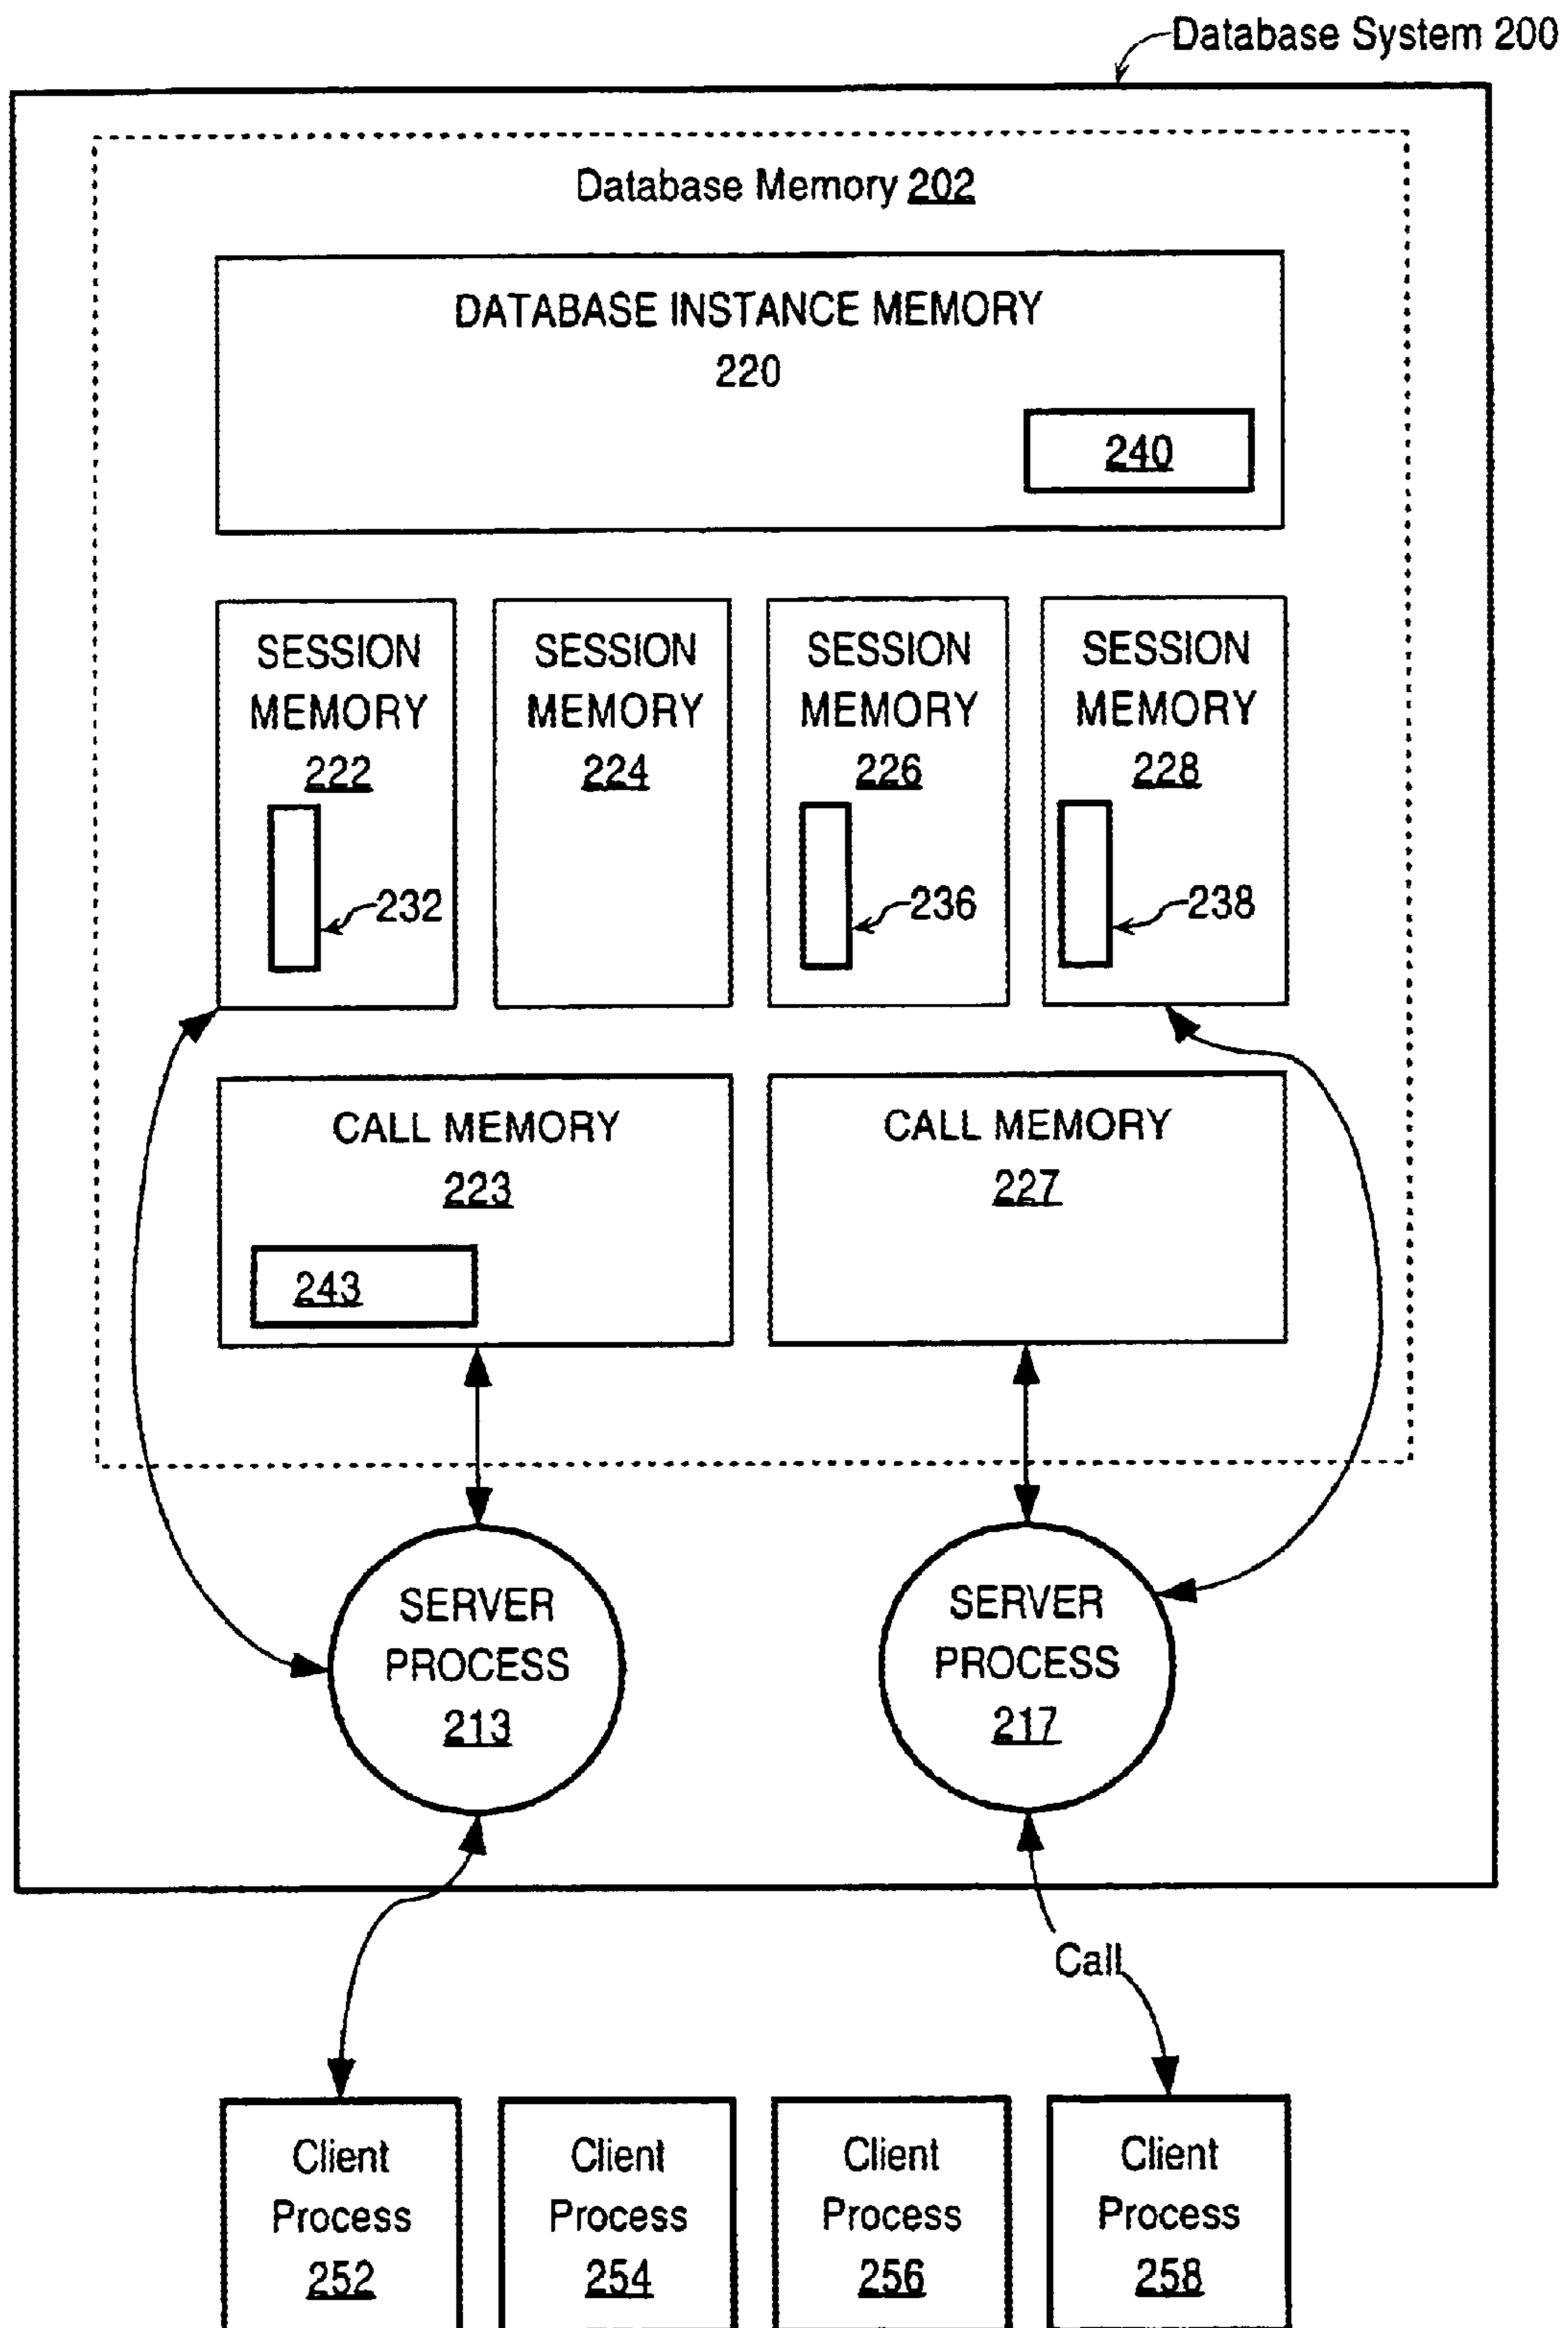 Database System 200
Database Memory 202
DATABASE INSTANCE MEMORY
220
240
SESSION
MEMORY
222
232
SESSION
MEMORY
224
SESSION
MEMORY
226
236
SESSION
MEMORY
228
238
CALL MEMORY
223
243
CALL MEMORY
227
SERVER
PROCESS
213
SERVER
PROCESS
217
Call
Client
Process
252
Client
Process
254
Client
Process
256
Client
Process
258